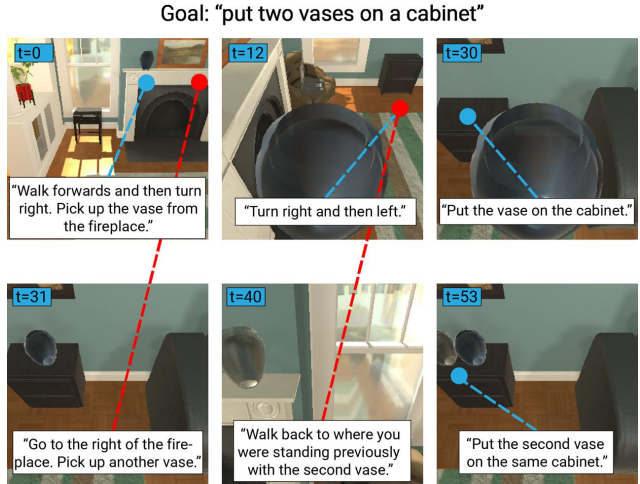 Goal: “put two vases on a cabinet”
t=0
t=12
t=30
“Walk forwards and then turn
right. Pick up the vase from
the fireplace.”
“Turn right and then left.”
“Put the vase on the cabinet.”
t=31
t=40
t=53
“Go to the right of the fire-
place. Pick up another vase.”
“Walk back to where you
were standing previously
with the second vase.”
“Put the second vase
on the same cabinet.”